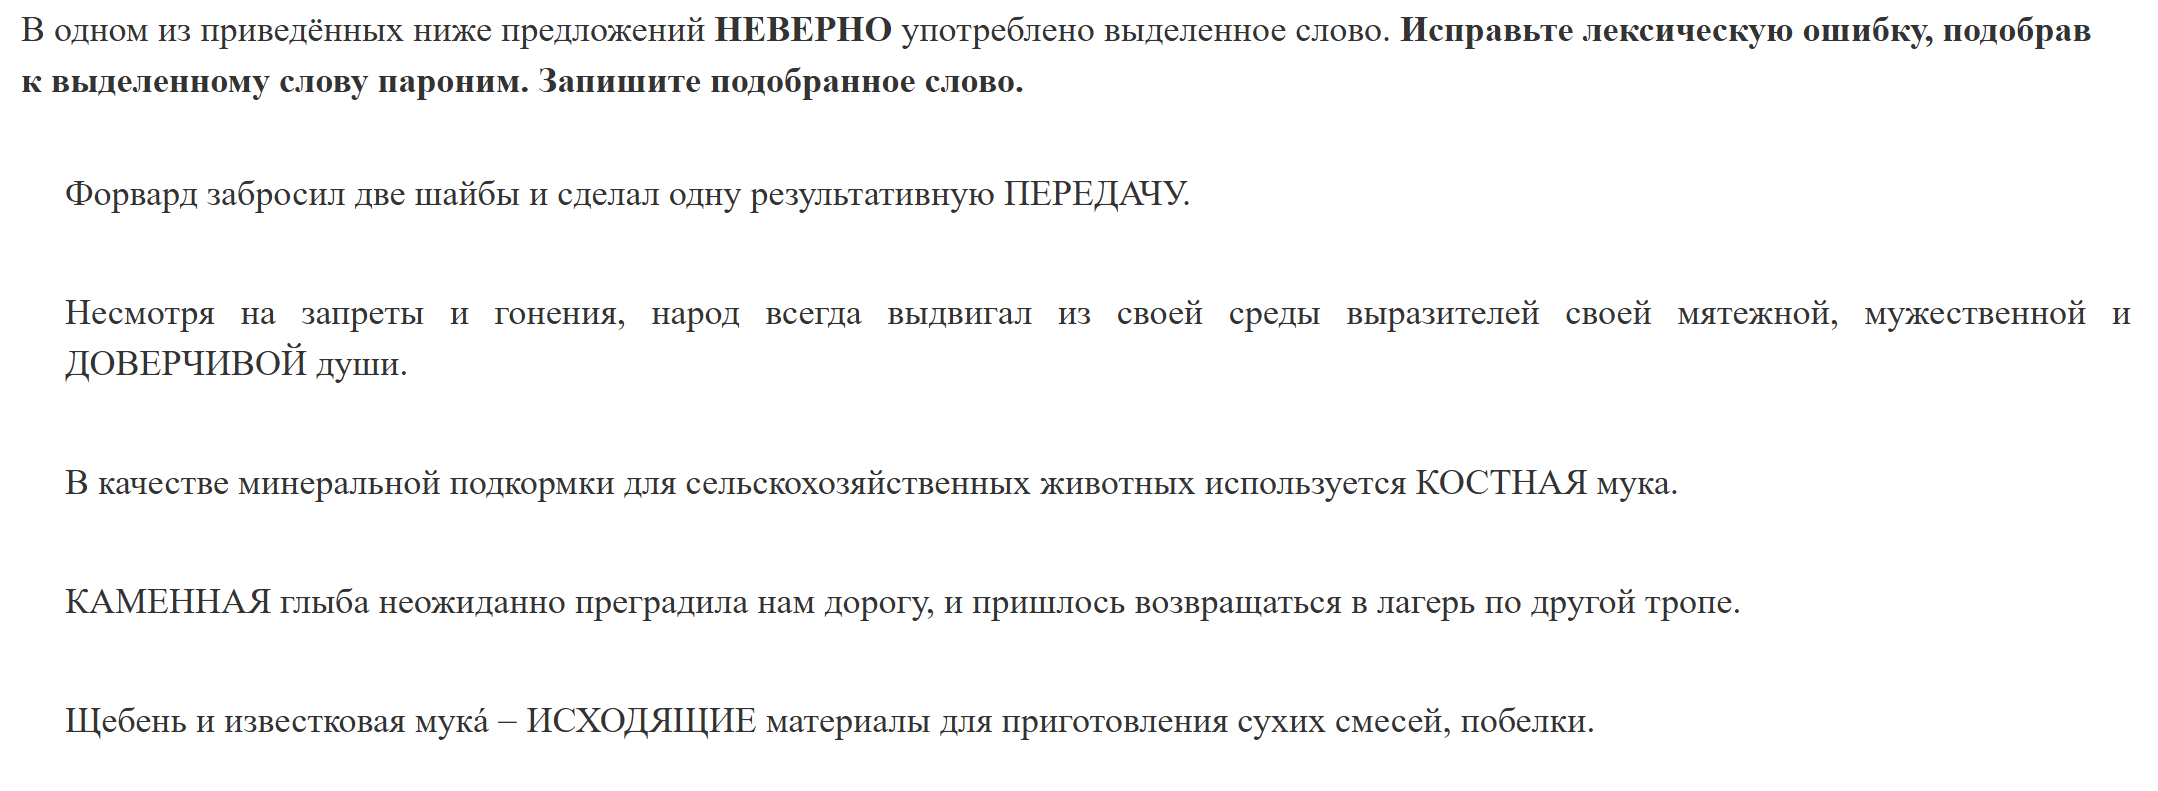 В одном из приведённых ниже предложений НЕВЕРНО употреблено выделенное слово. Исправьте лексическую ошибку, подобрав
к выделенному слову пароним. Запишите подобранное слово.
Форвард забросил две шайбы и сделал одну результативную ПЕРЕДАЧУ.
Несмотря на запреты и гонения, народ всегда выдвигал из своей среды выразителей своей мятежной, мужественной и
ДОВЕРЧИВОЙ души.
В качестве минеральной подкормки для сельскохозяйственных животных используется КОСТНАЯ мука.
КАМЕННАЯ глыба неожиданно преградила нам дорогу, и пришлось возвращаться в лагерь по другой тропе.
Щебень и известковая мука́ – ИСХОДЯЩИЕ материалы для приготовления сухих смесей, побелки.